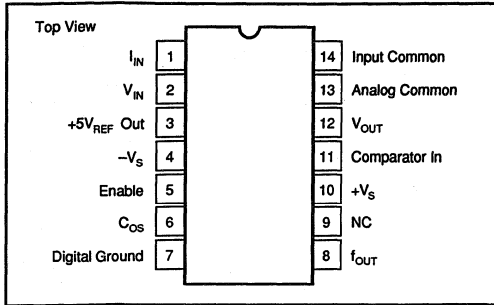 Top View
I_IN 1
V_IN 2
+5V_REF Out 3
–V_S 4
Enable 5
C_OS 6
Digital Ground 7
14 Input Common
13 Analog Common
12 V_OUT
11 Comparator In
10 +V_S
9 NC
8 f_OUT